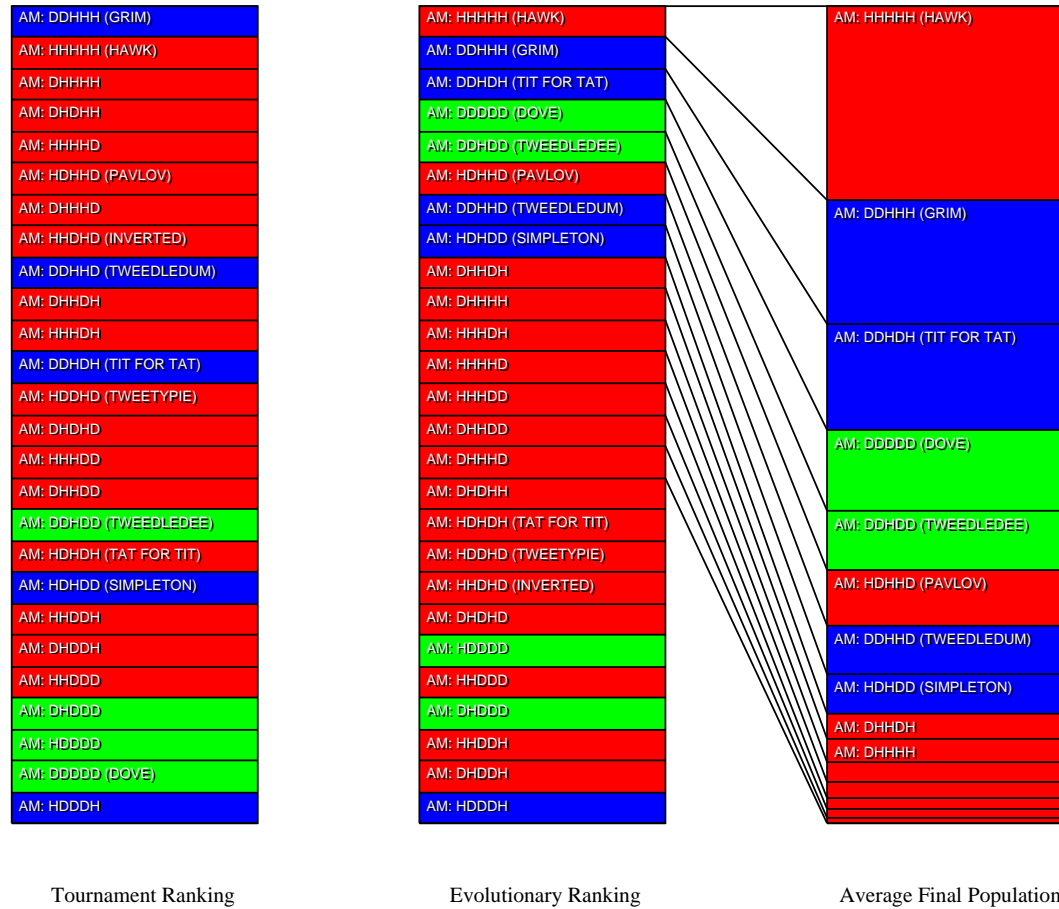 AM: DDHHH (GRIM)
AM: HHHHH (HAWK)
AM: DHHHH
AM: DHDHH
AM: HHHHD
AM: HDHHD (PAVLOV)
AM: DHHHD
AM: HHDHD (INVERTED)
AM: DDHHD (TWEEDLEDUM)
AM: DHHDH
AM: HHHDH
AM: DDHDH (TIT FOR TAT)
AM: HDDHD (TWEETYPIE)
AM: DHDHD
AM: HHHDD
AM: DHHDD
AM: DDHDD (TWEEDLEDEE)
AM: HDHDH (TAT FOR TIT)
AM: HDHDD (SIMPLETON)
AM: HHDDH
AM: DHDDH
AM: HHDDD
AM: DHDDD
AM: HDDDD
AM: DDDDD (DOVE)
AM: HDDDH
Tournament Ranking
AM: HHHHH (HAWK)
AM: DDHHH (GRIM)
AM: DDHDH (TIT FOR TAT)
AM: DDDDD (DOVE)
AM: DDHDD (TWEEDLEDEE)
AM: HDHHD (PAVLOV)
AM: DDHHD (TWEEDLEDUM)
AM: HDHDD (SIMPLETON)
AM: DHHDH
AM: DHHHH
AM: HHHDH
AM: HHHHD
AM: HHHDD
AM: DHHDD
AM: DHHHD
AM: DHDHH
AM: HDHDH (TAT FOR TIT)
AM: HDDHD (TWEETYPIE)
AM: HHDHD (INVERTED)
AM: DHDHD
AM: HDDDD
AM: HHDDD
AM: DHDDD
AM: HHDDH
AM: DHDDH
AM: HDDDH
Evolutionary Ranking
AM: HHHHH (HAWK)
AM: DDHHH (GRIM)
AM: DDHDH (TIT FOR TAT)
AM: DDDDD (DOVE)
AM: DDHDD (TWEEDLEDEE)
AM: HDHHD (PAVLOV)
AM: DDHHD (TWEEDLEDUM)
AM: HDHDD (SIMPLETON)
AM: DHHDH
AM: DHHHH
Average Final Population